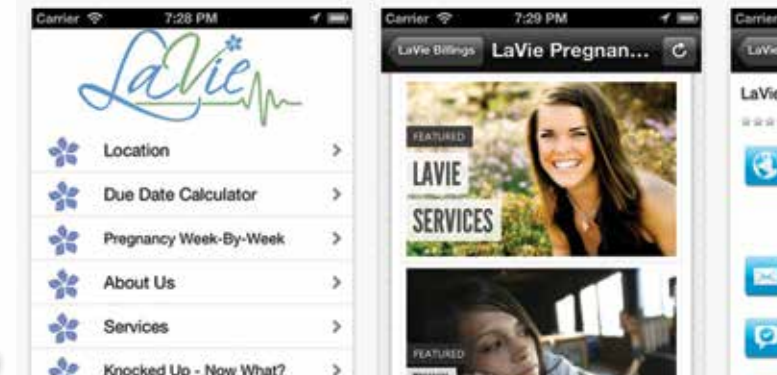 Carrier 7:28 PM
LaVie
Location
Due Date Calculator
Pregnancy Week-By-Week
About Us
Services
Knocked Up - Now What?
Carrier 7:29 PM
LaVie Billings LaVie Pregnan...
FEATURED
LAVIE
SERVICES
FEATURED
Carrier
LaVie
LaVie